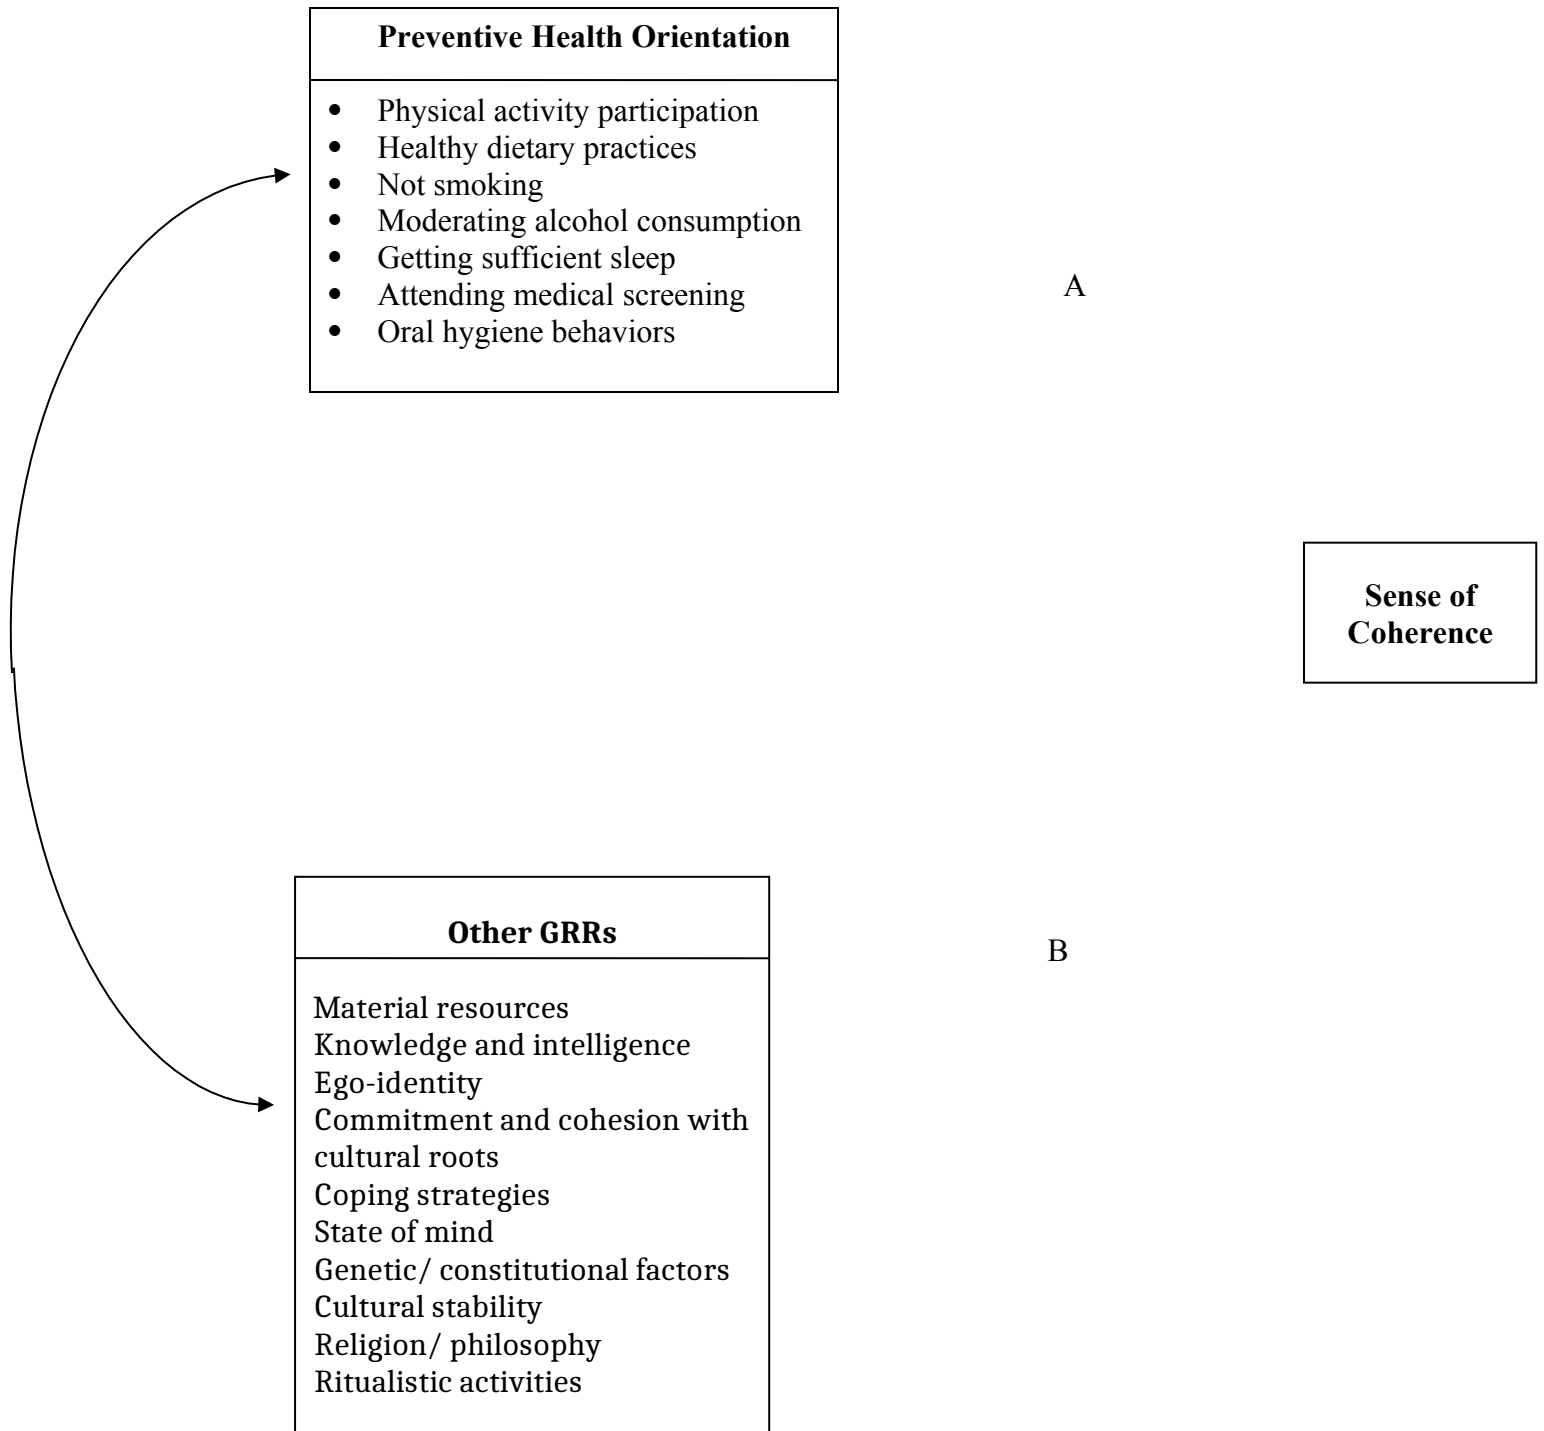 Preventive Health Orientation
• Physical activity participation
• Healthy dietary practices
• Not smoking
• Moderating alcohol consumption
• Getting sufficient sleep
• Attending medical screening
• Oral hygiene behaviors
A
Sense of
Coherence
Other GRRs
B
Material resources
Knowledge and intelligence
Ego-identity
Commitment and cohesion with
cultural roots
Coping strategies
State of mind
Genetic/ constitutional factors
Cultural stability
Religion/ philosophy
Ritualistic activities